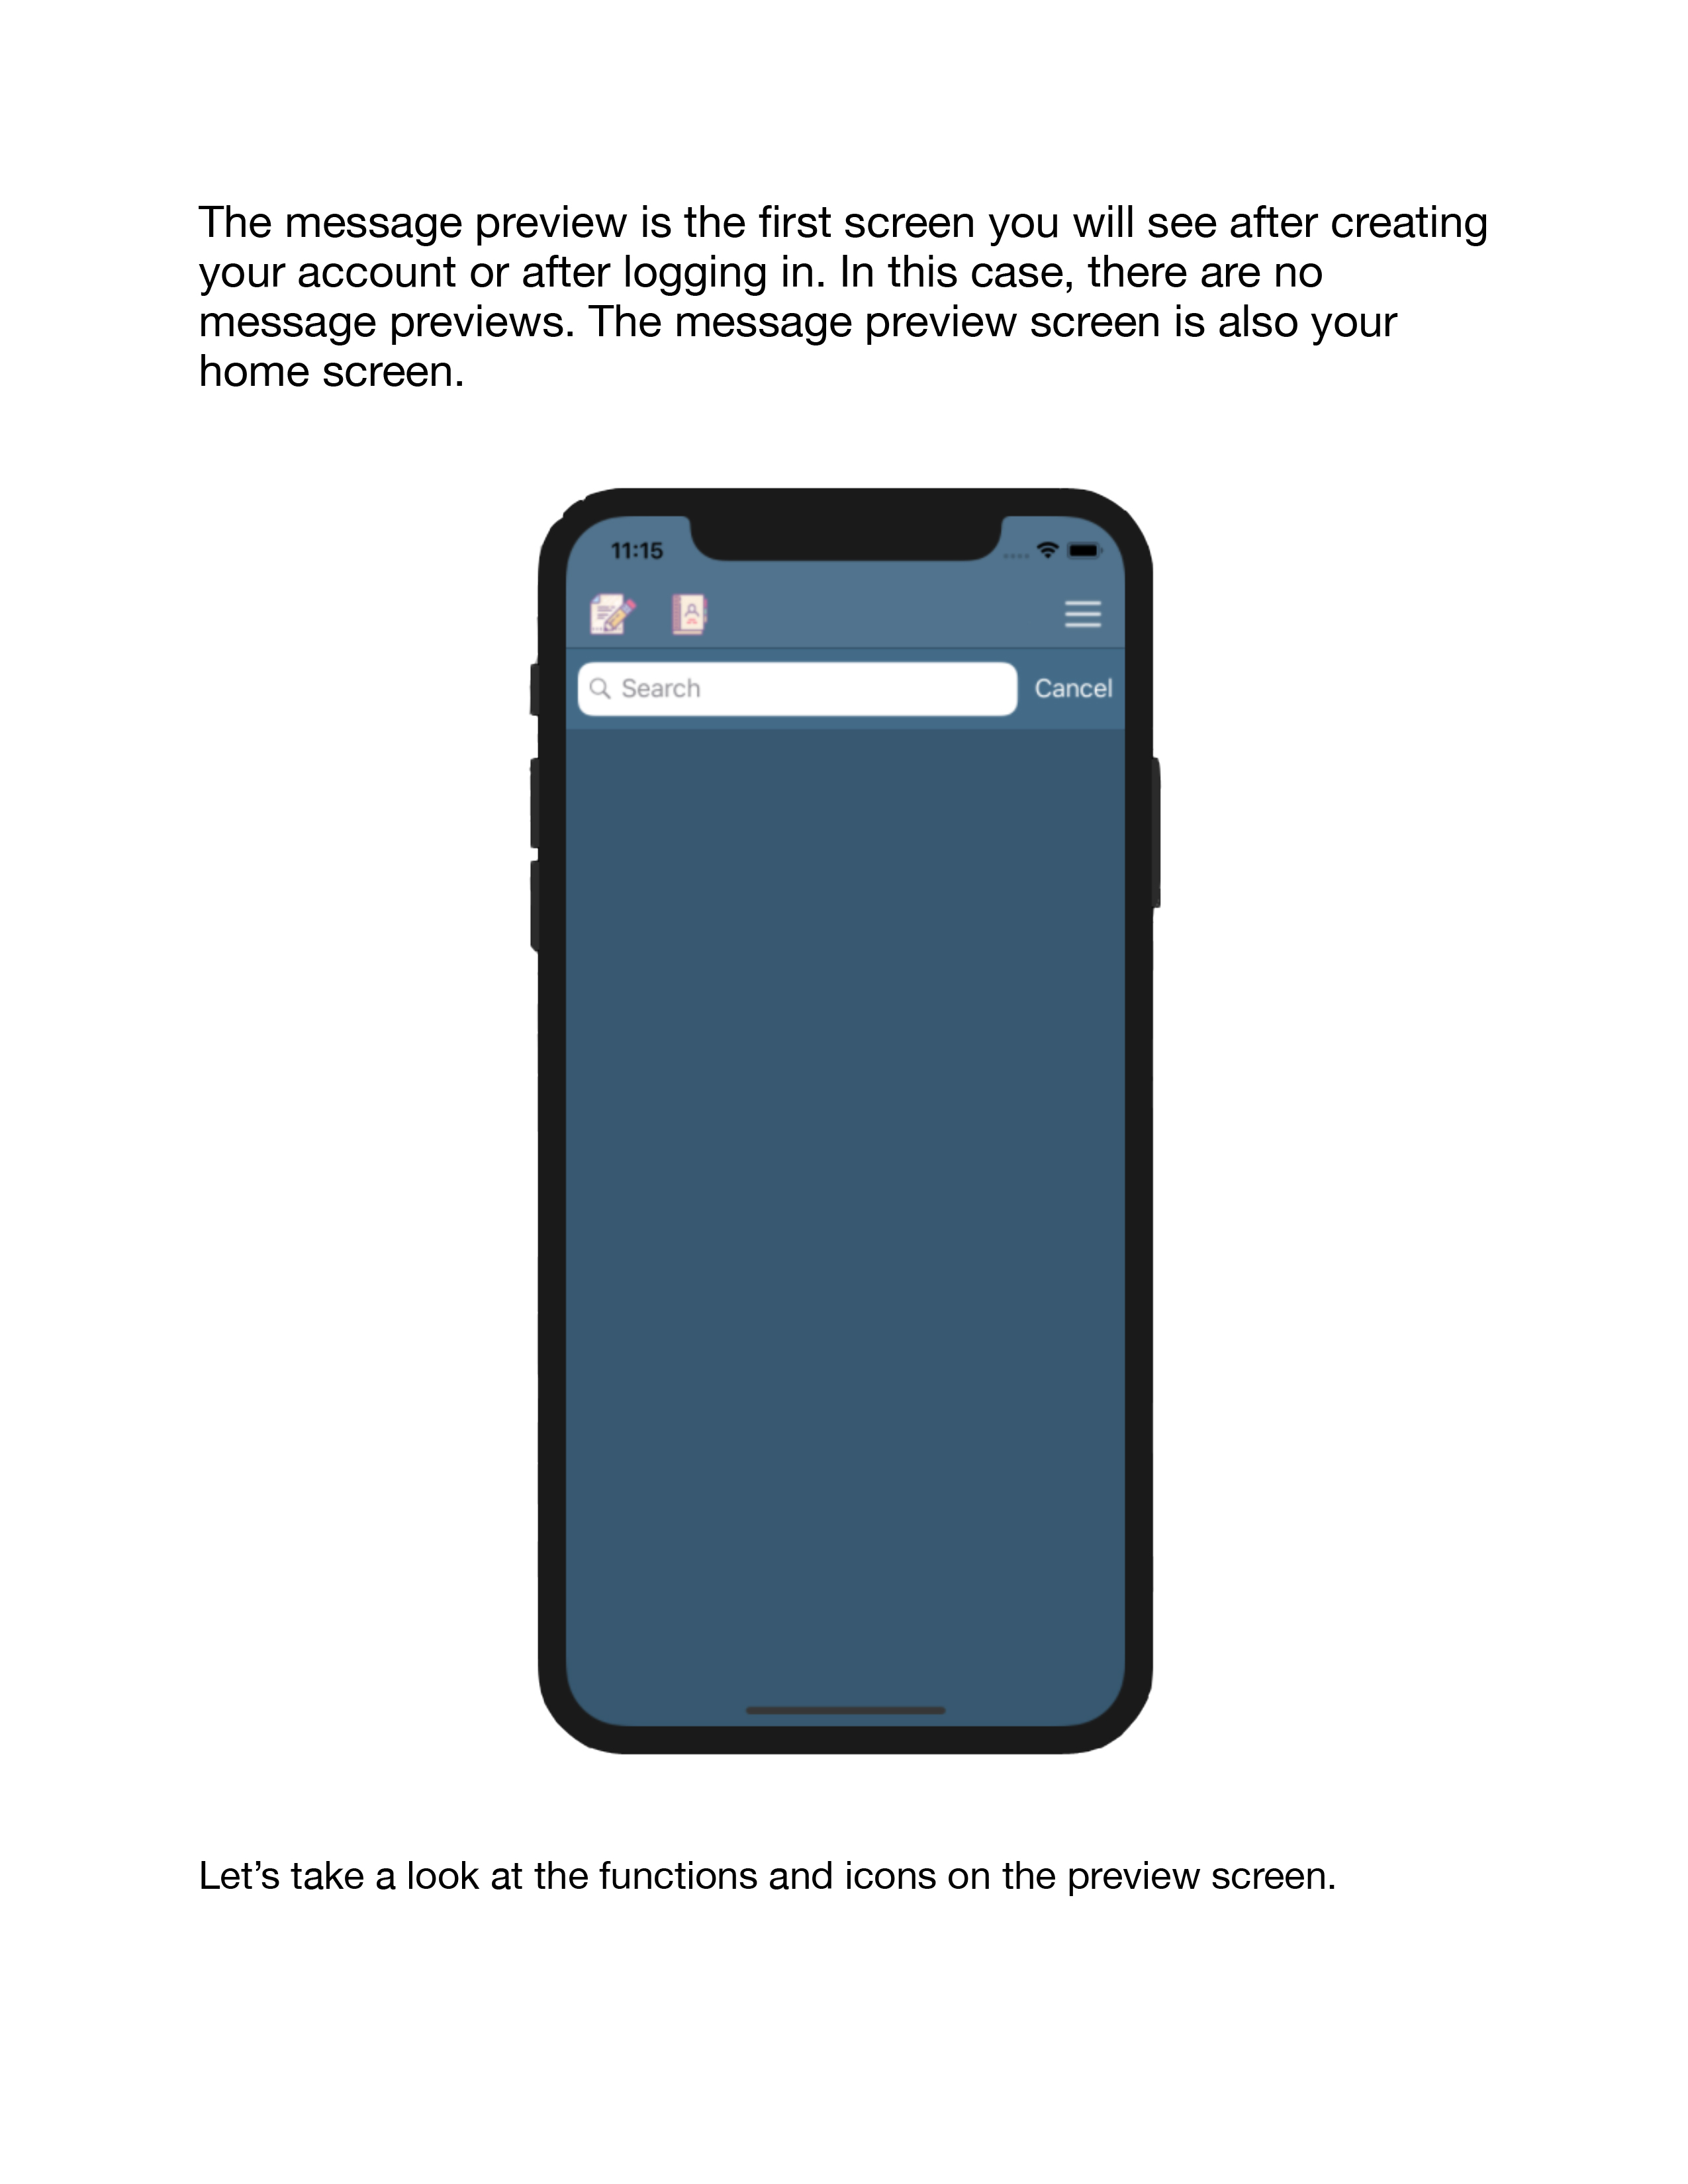 The message preview is the first screen you will see after creating
your account or after logging in. In this case, there are no
message previews. The message preview screen is also your
home screen.
11:15
Search
Cancel
Let’s take a look at the functions and icons on the preview screen.